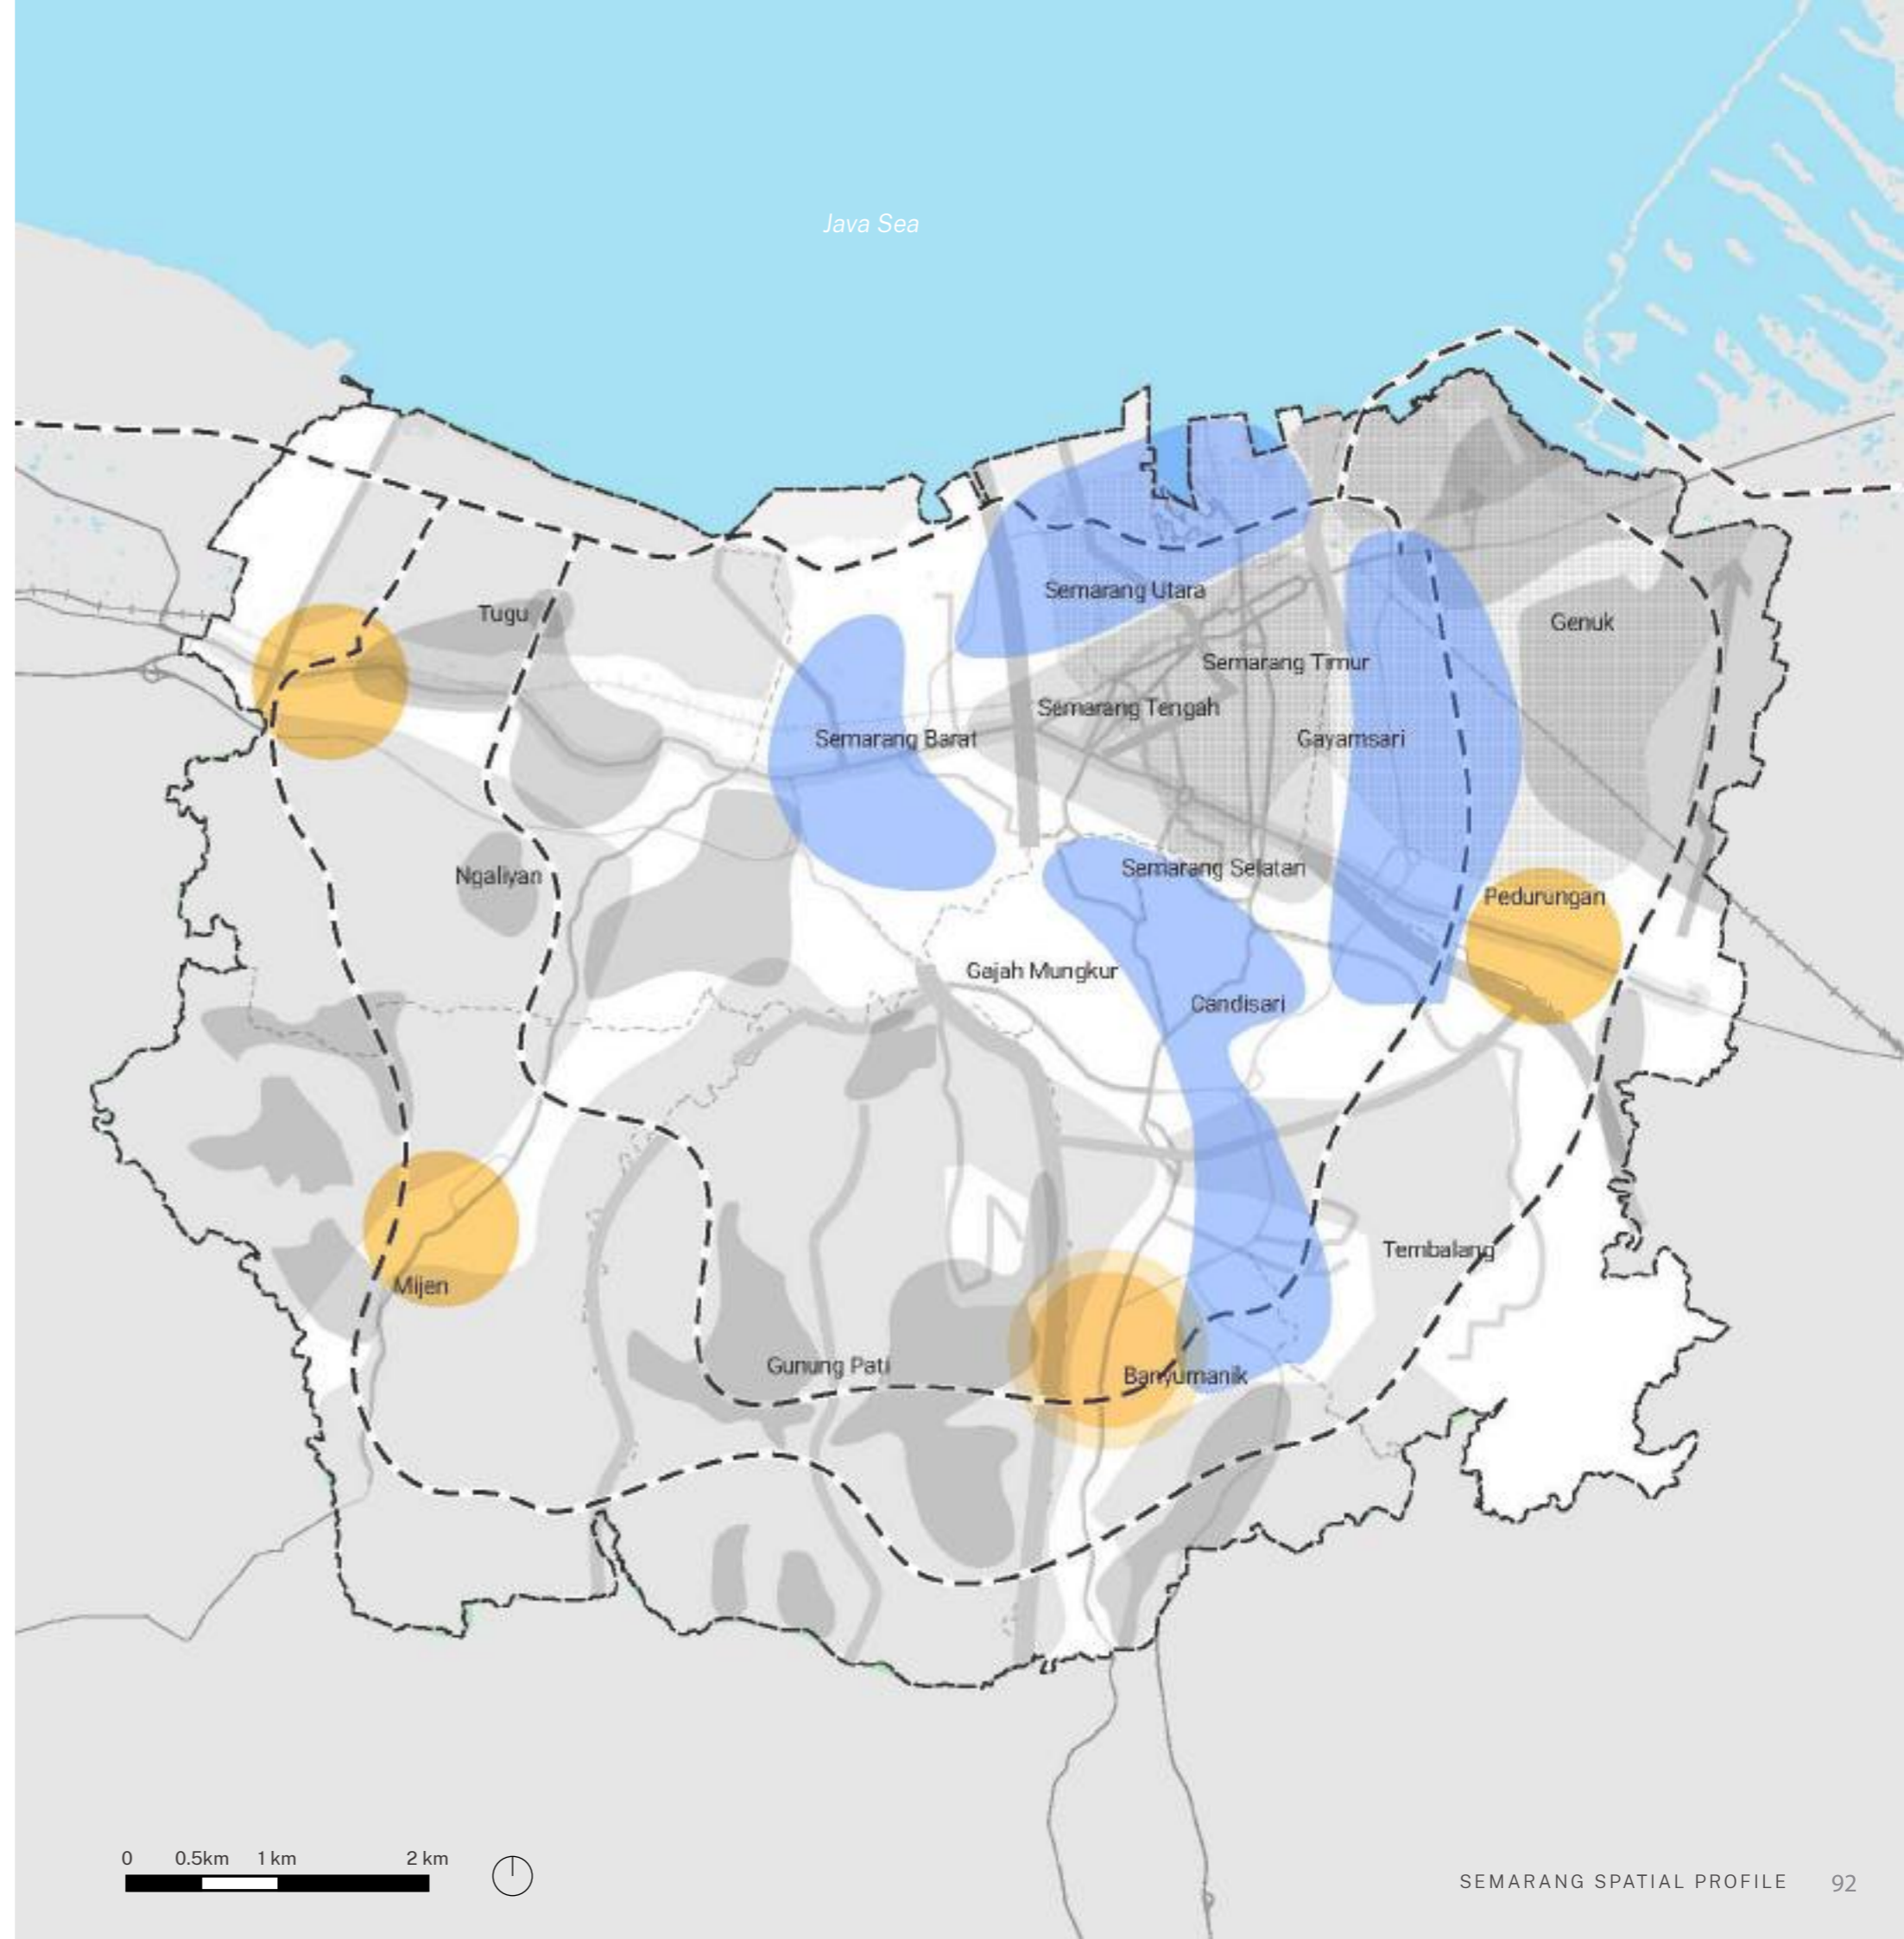 Java Sea
Semarang Utara
Tugu
Genuk
Semarang Timur
Semarang Tengah
Semarang Barat
Gayamsari
Semarang Selatan
Ngaliyan
Pedurungan
Gajah Mungkur
Candisari
Tembalang
Mijen
Gunung Pati
Banyumanik
0 0.5km 1 km 2 km
SEMARANG SPATIAL PROFILE 92